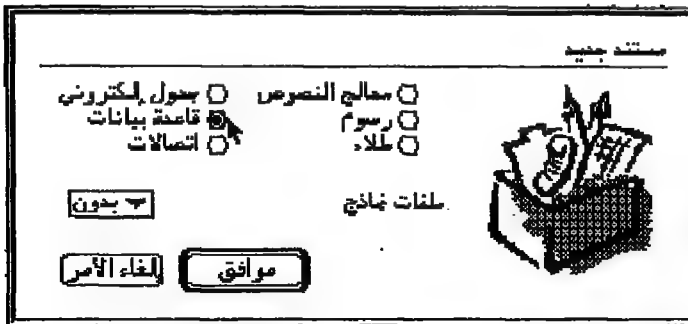 مستند جديد
معالج النصوص
جدول إلكتروني
رسوم
قاعدة بيانات
طلاء
اتصالات
ملفات نماذج
بدون
موافق
إلغاء الأمر